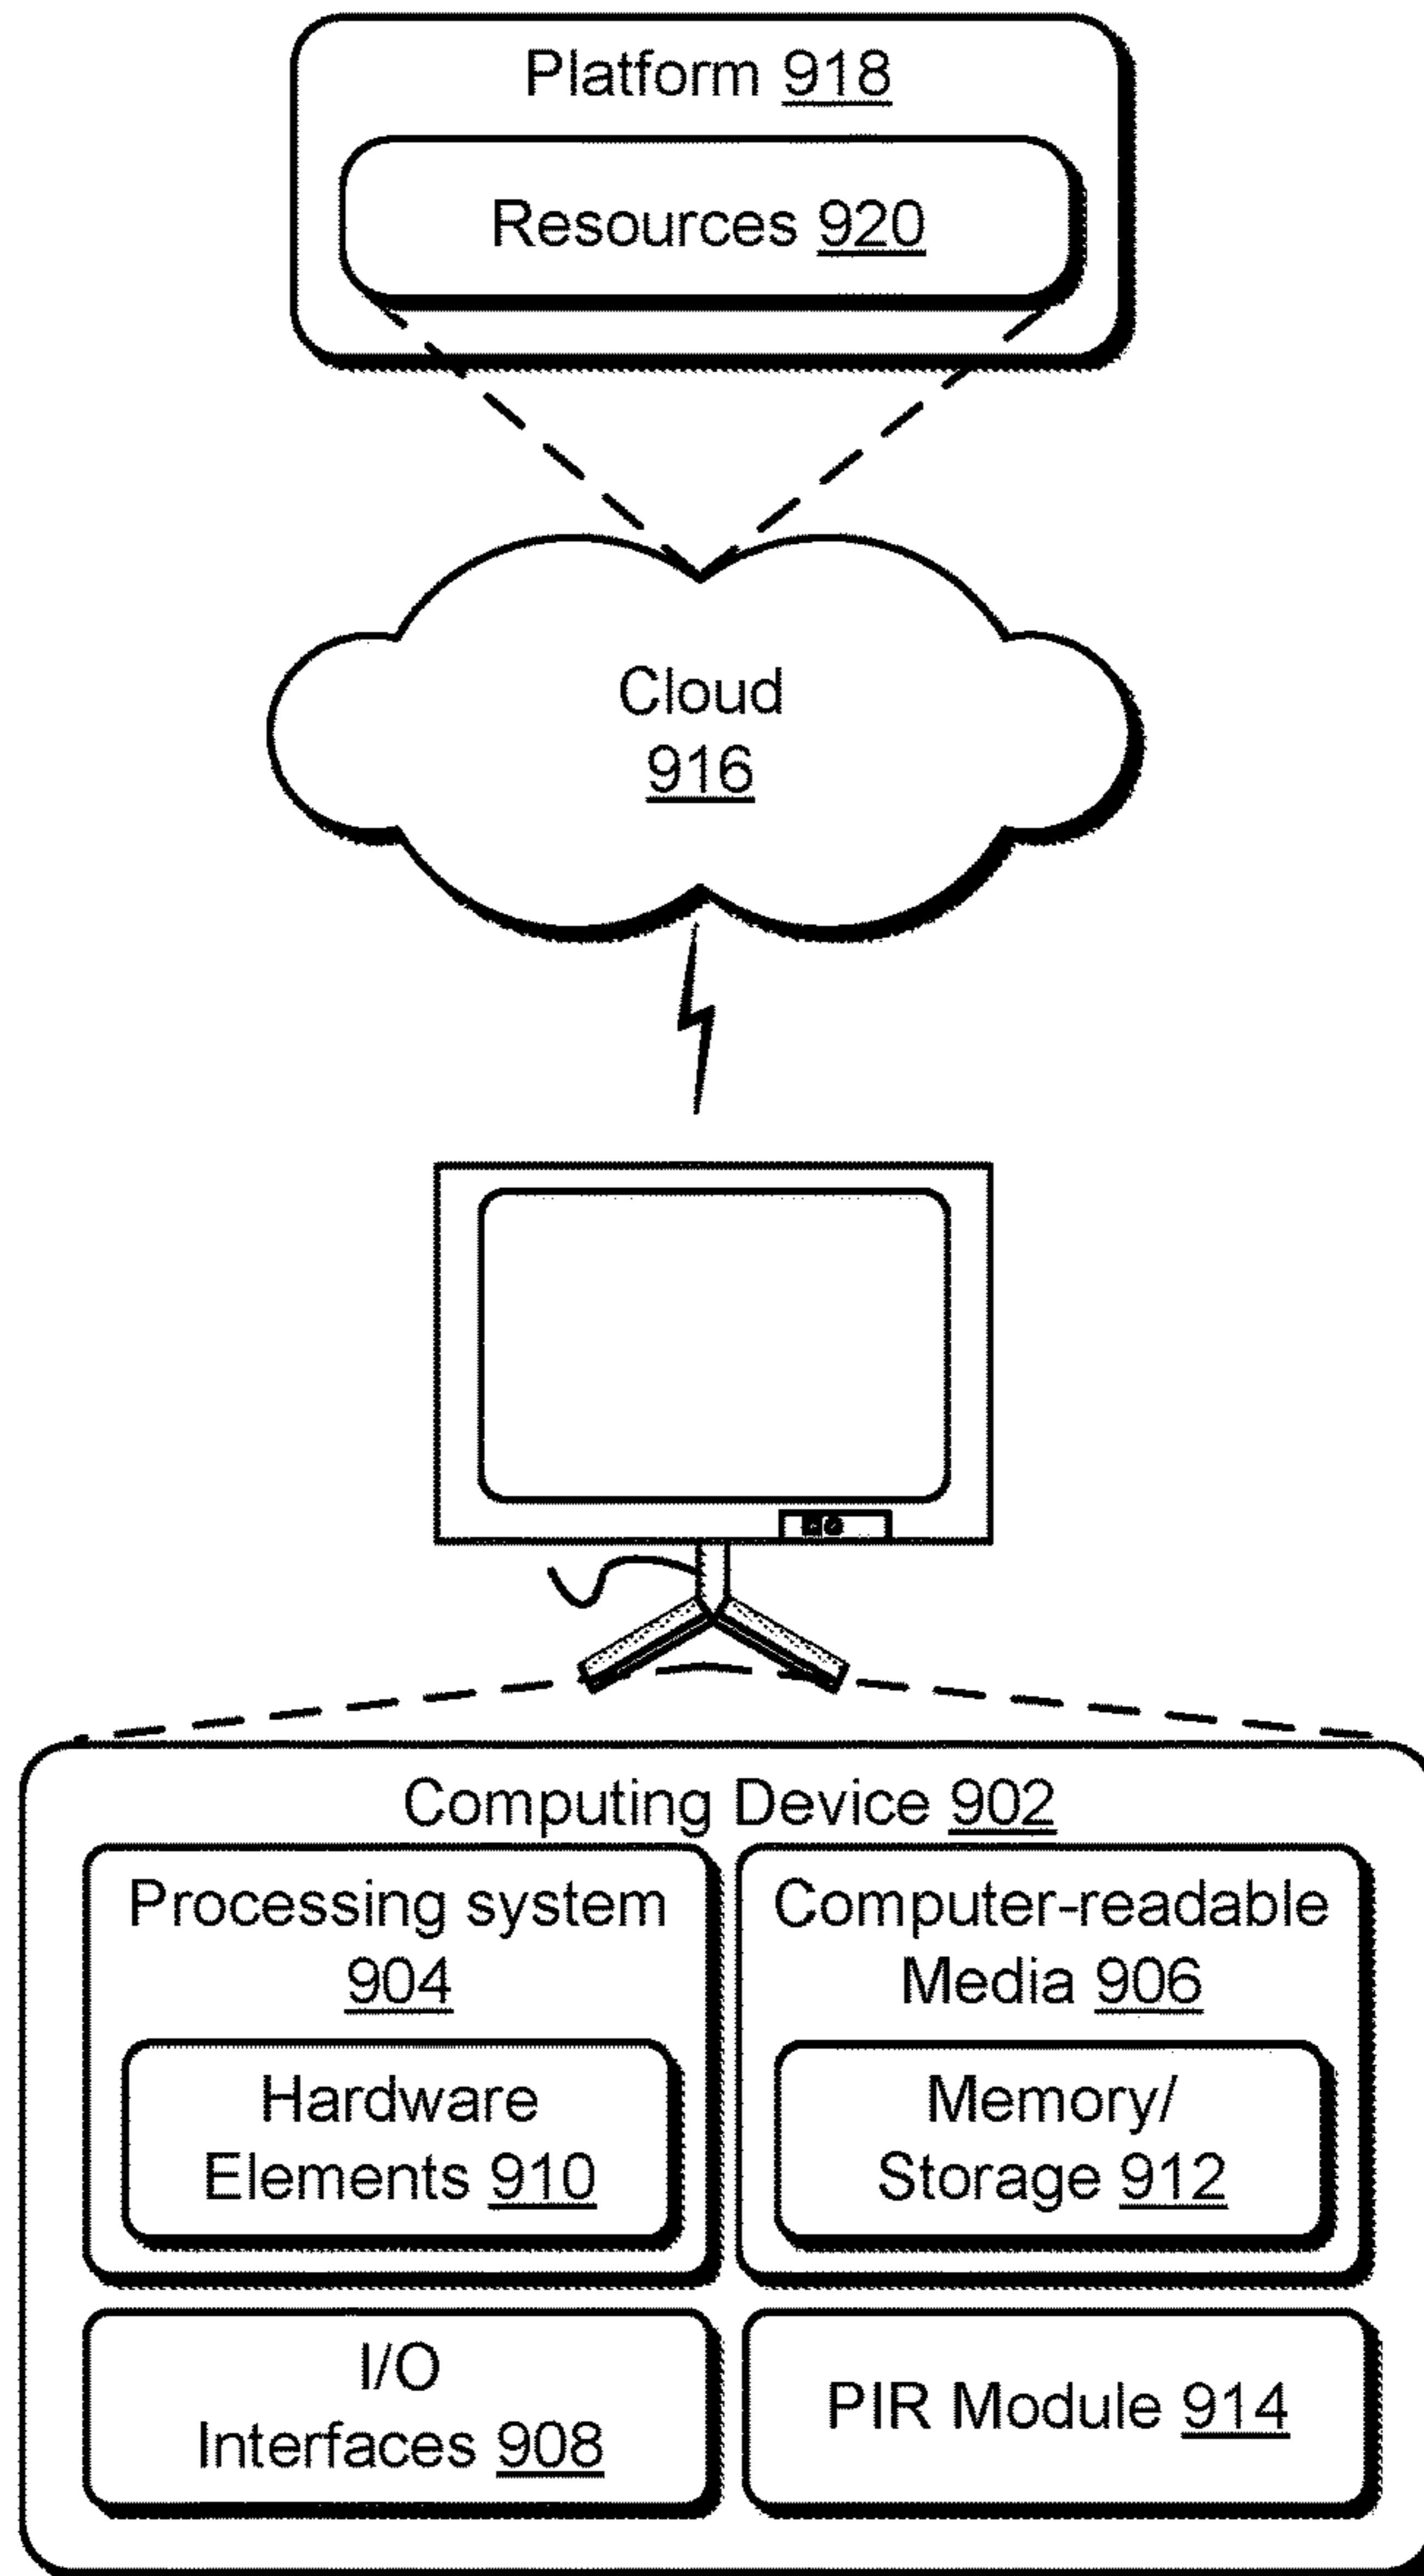 Platform 918
Resources 920
Cloud
916
Computing Device 902
Processing system
904
Hardware
Elements 910
Computer-readable
Media 906
Memory/
Storage 912
I/O
Interfaces 908
PIR Module 914